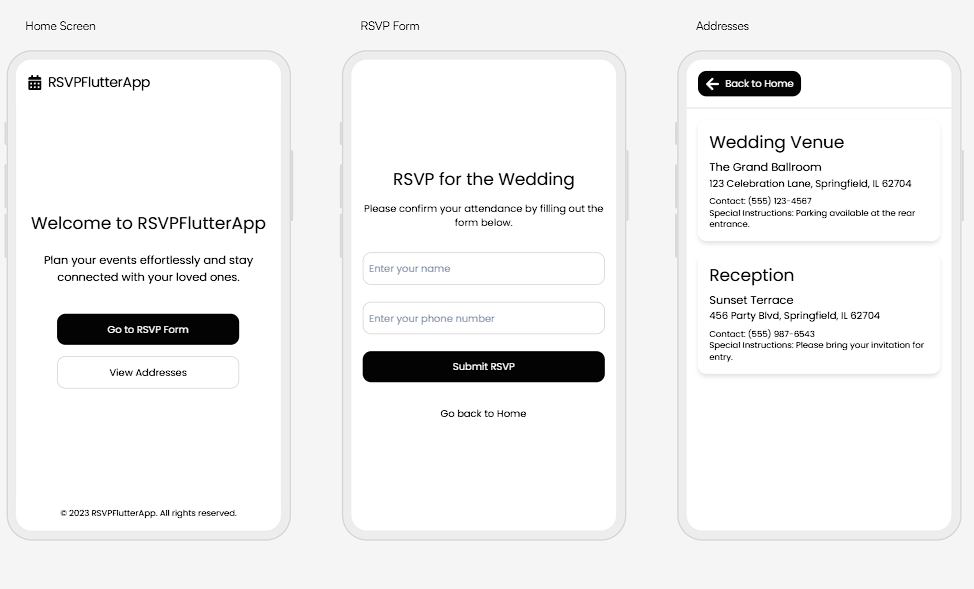 Home Screen
RSVPFlutterApp
Welcome to RSVPFlutterApp
Plan your events effortlessly and stay
connected with your loved ones.
Go to RSVP Form
View Addresses
© 2023 RSVPFlutterApp. All rights reserved.
RSVP Form
RSVP for the Wedding
Please confirm your attendance by filling out the
form below.
Enter your name
Enter your phone number
Submit RSVP
Go back to Home
Addresses
Back to Home
Wedding Venue
The Grand Ballroom
123 Celebration Lane, Springfield, IL 62704
Contact: (555) 123-4567
Special Instructions: Parking available at the rear
entrance.
Reception
Sunset Terrace
456 Party Blvd, Springfield, IL 62704
Contact: (555) 987-6543
Special Instructions: Please bring your invitation for
entry.